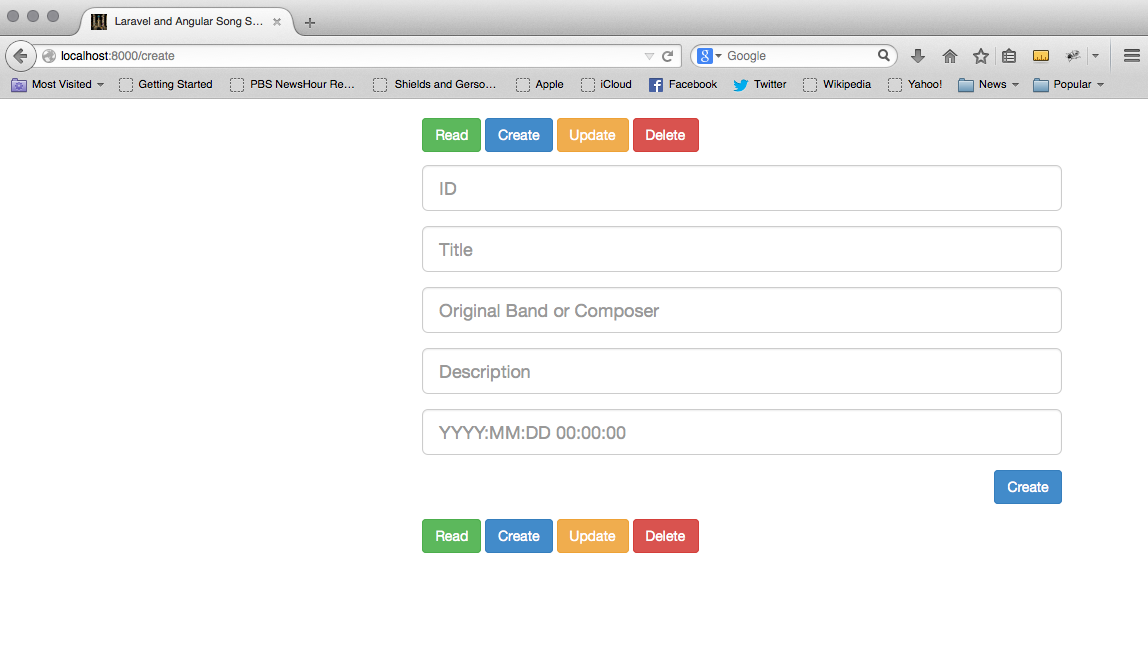 Laravel and Angular Song S...
localhost:8000/create
Google
Most Visited Getting Started PBS NewsHour Re... Shields and Gerso... Apple iCloud Facebook Twitter Wikipedia Yahoo! News Popular
Read Create Update Delete
ID
Title
Original Band or Composer
Description
YYYY:MM:DD 00:00:00
Create
Read Create Update Delete